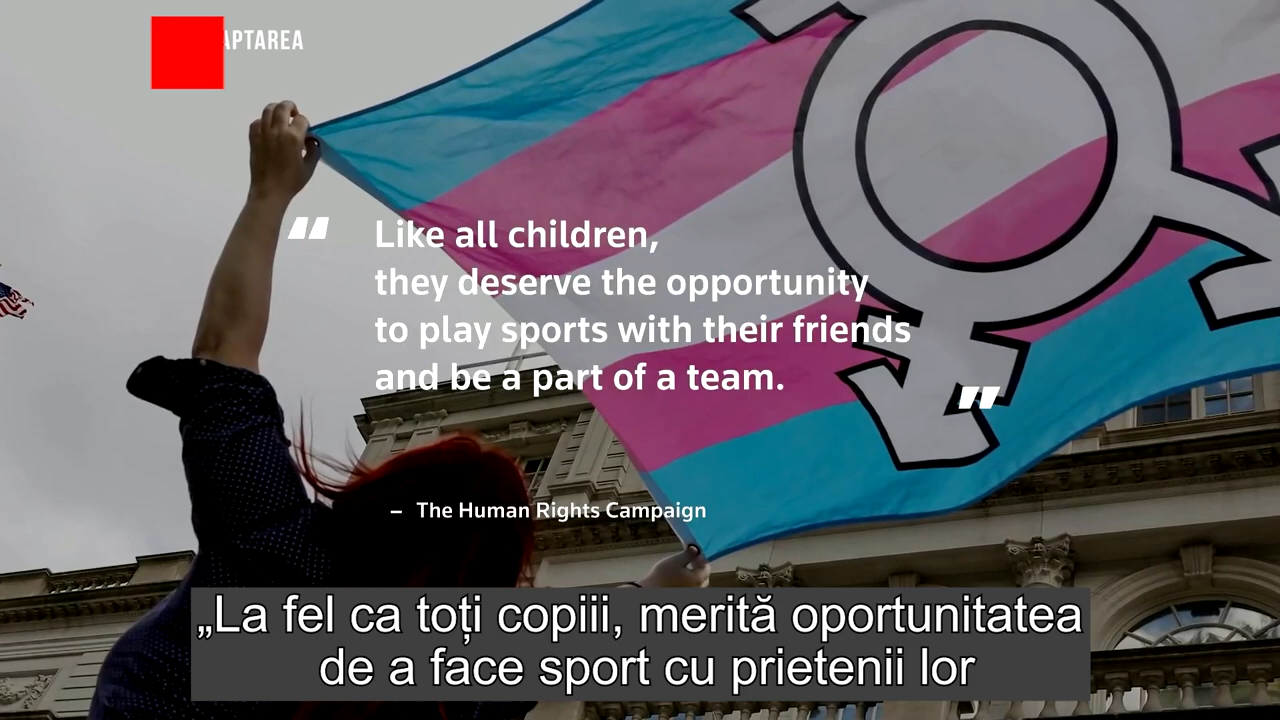 “ Like all children,
they deserve the opportunity
to play sports with their friends
and be a part of a team. ”
– The Human Rights Campaign
„La fel ca toți copiii, merită oportunitatea
de a face sport cu prietenii lor